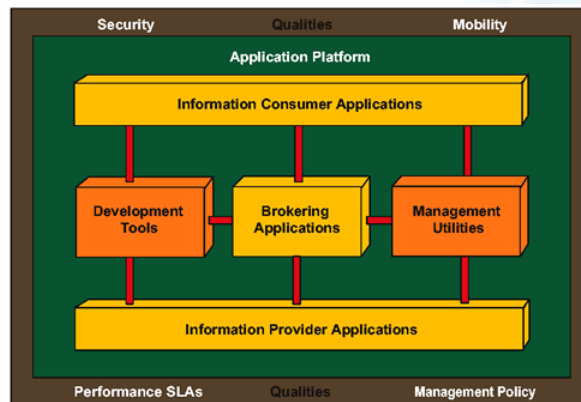 Security Qualities Mobility
Application Platform
Information Consumer Applications
Development
Tools
Brokering
Applications
Management
Utilities
Information Provider Applications
Performance SLAs Qualities Management Policy